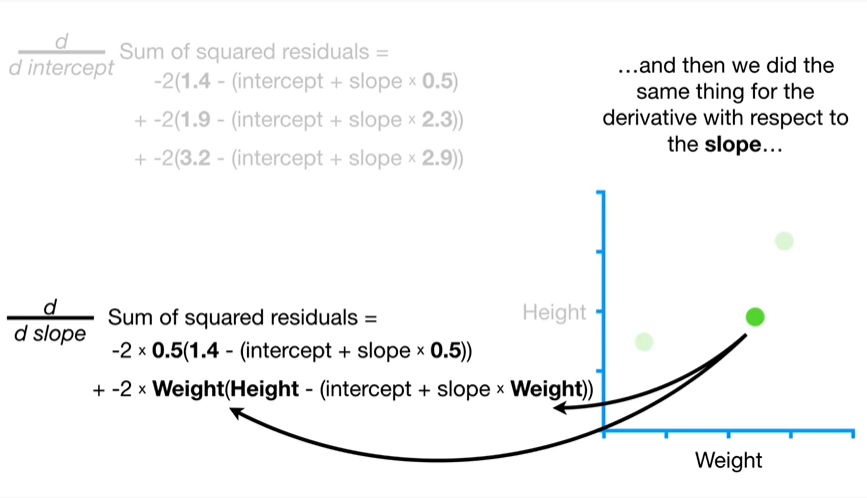 d
d intercept
Sum of squared residuals =
-2(1.4 - (intercept + slope × 0.5)
+ -2(1.9 - (intercept + slope × 2.3))
+ -2(3.2 - (intercept + slope × 2.9))
…and then we did the
same thing for the
derivative with respect to
the slope…
d
d slope
Sum of squared residuals =
-2 × 0.5(1.4 - (intercept + slope × 0.5))
+ -2 × Weight(Height - (intercept + slope × Weight))
Height
Weight